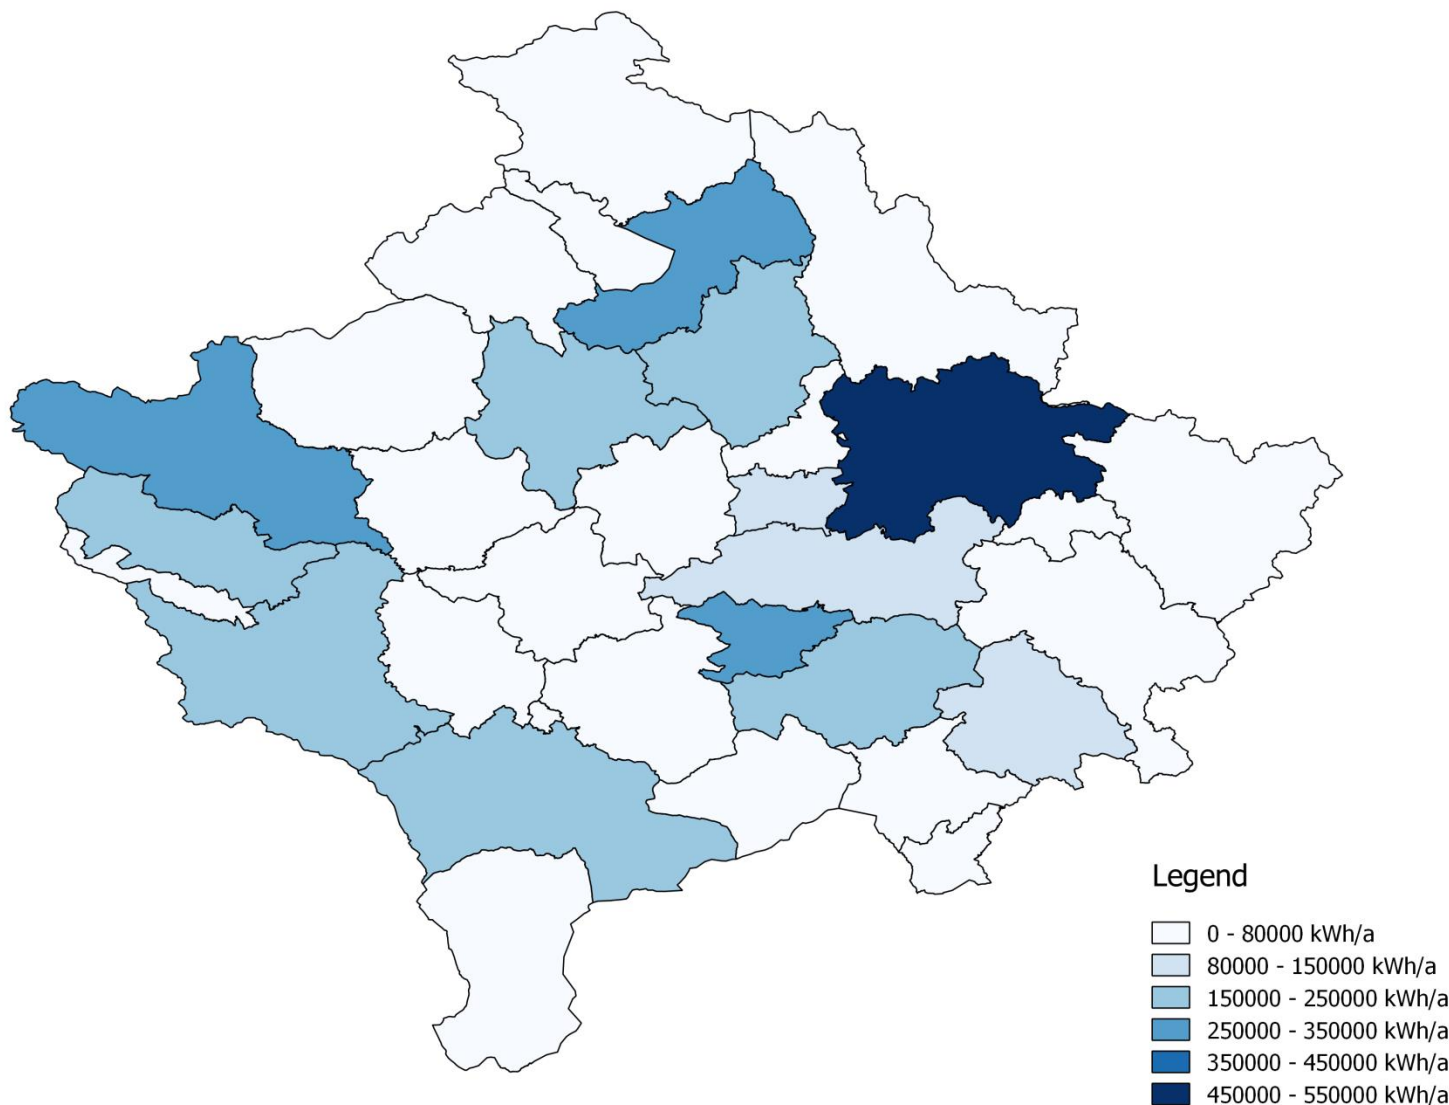 Legend
0 - 80000 kWh/a
80000 - 150000 kWh/a
150000 - 250000 kWh/a
250000 - 350000 kWh/a
350000 - 450000 kWh/a
450000 - 550000 kWh/a